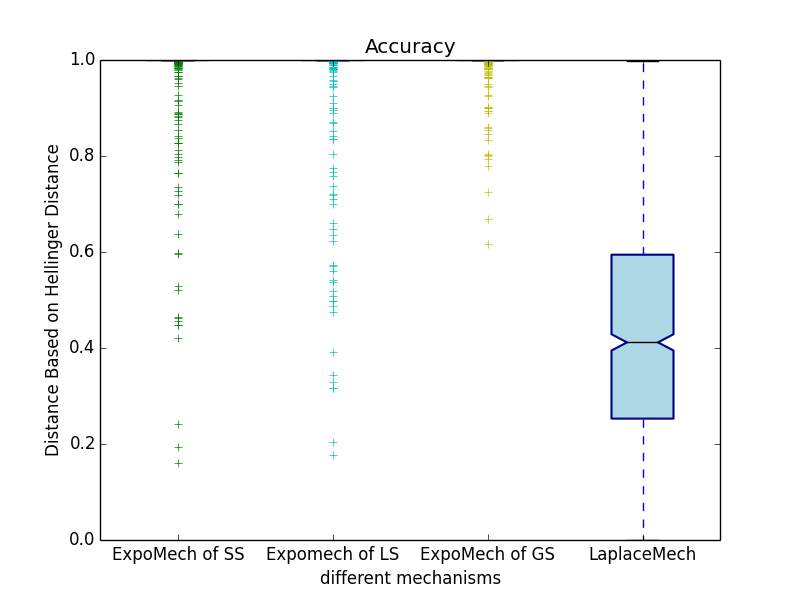 Accuracy
1.0
0.8
0.6
0.4
0.2
0.0
Distance Based on Hellinger Distance
ExpoMech of SS
Expomech of LS
ExpoMech of GS
LaplaceMech
different mechanisms